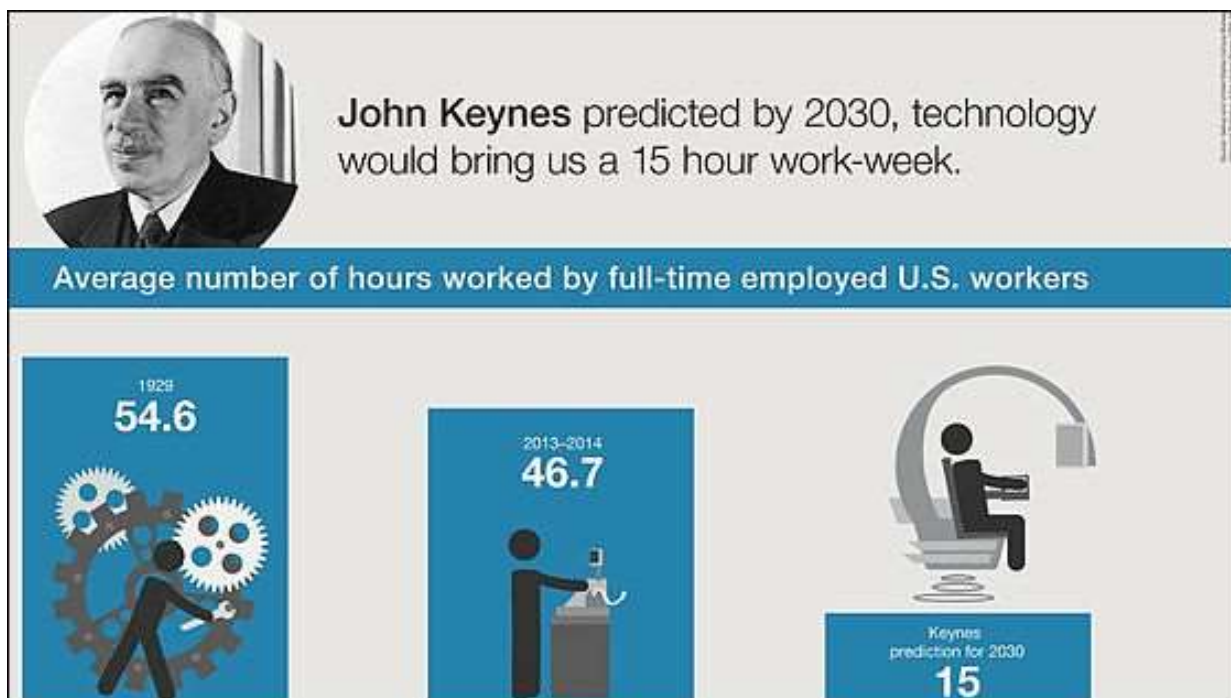 John Keynes predicted by 2030, technology
would bring us a 15 hour work-week.
Average number of hours worked by full-time employed U.S. workers
1929
54.6
2013–2014
46.7
Keynes
prediction for 2030
15